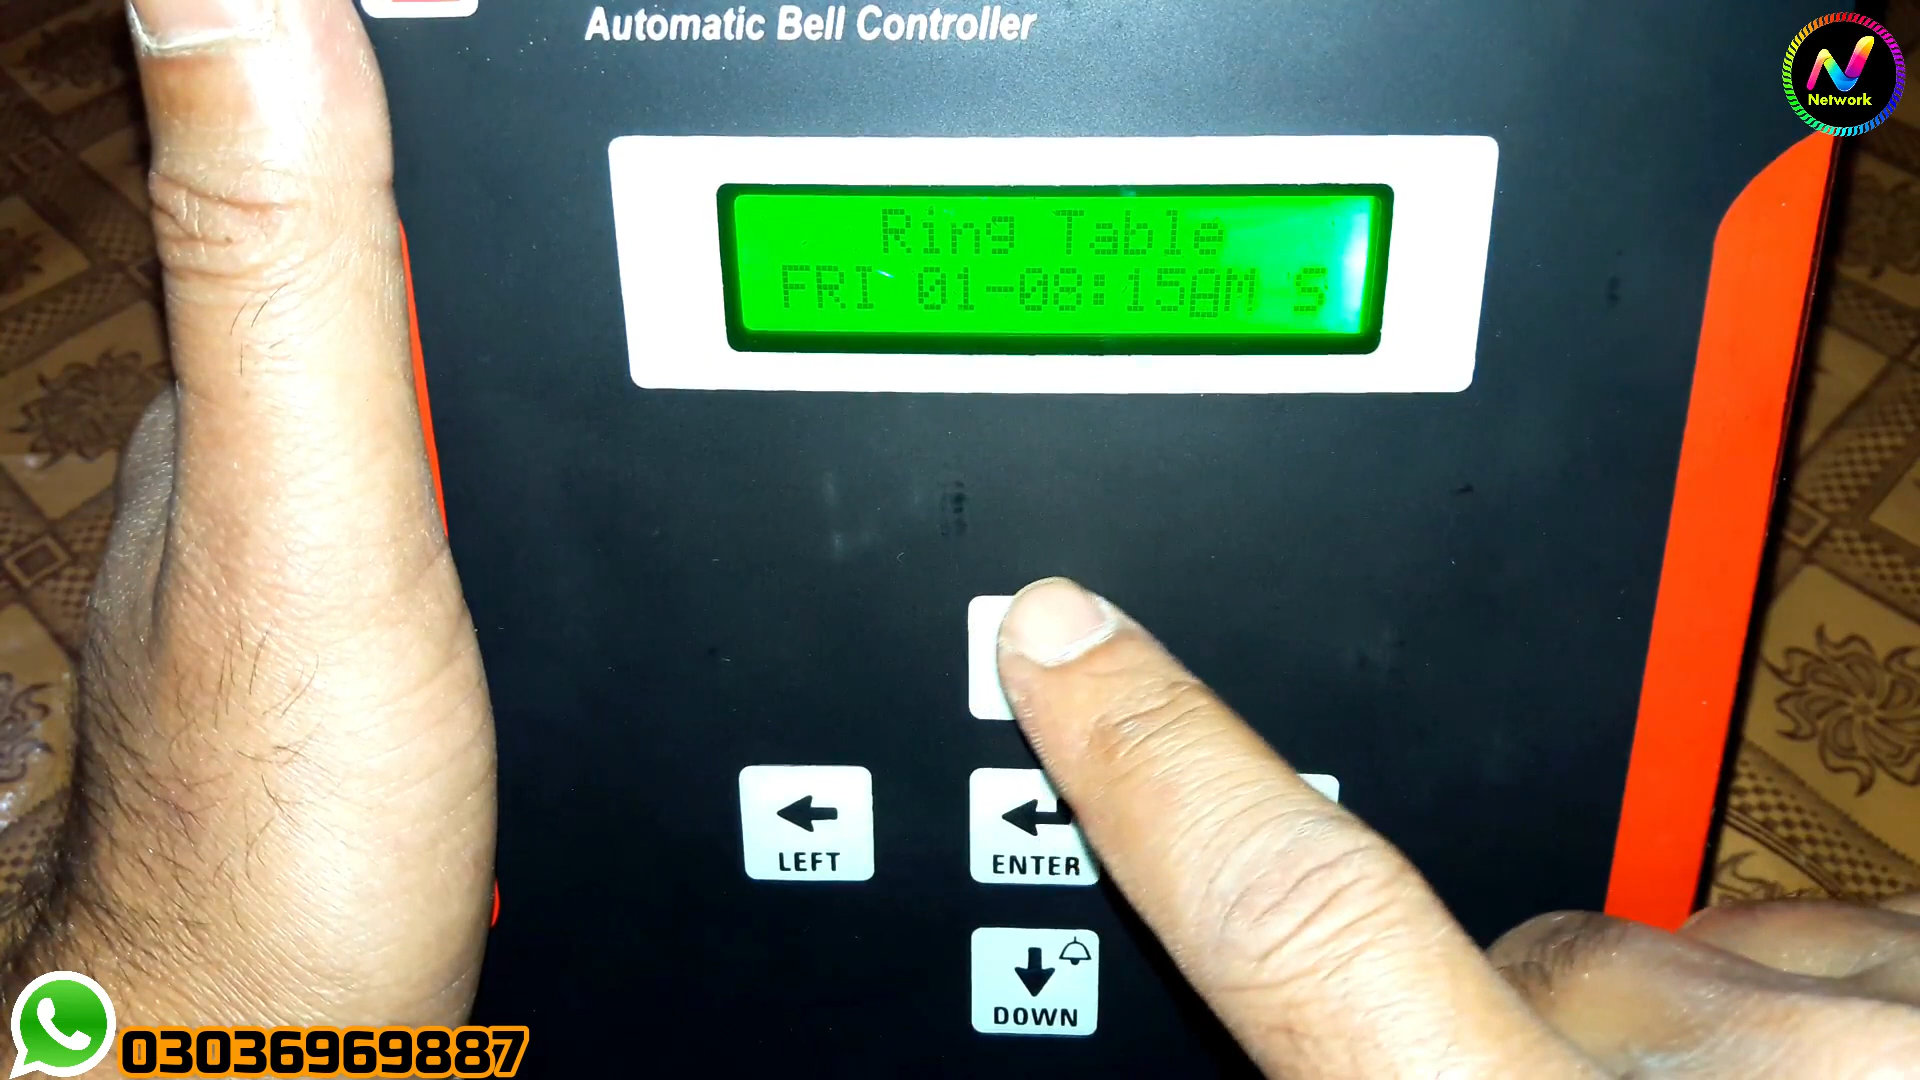 Automatic Bell Controller
Network
Ring Table
FRI 01-08:15AM S
LEFT
ENTER
DOWN
03036969887